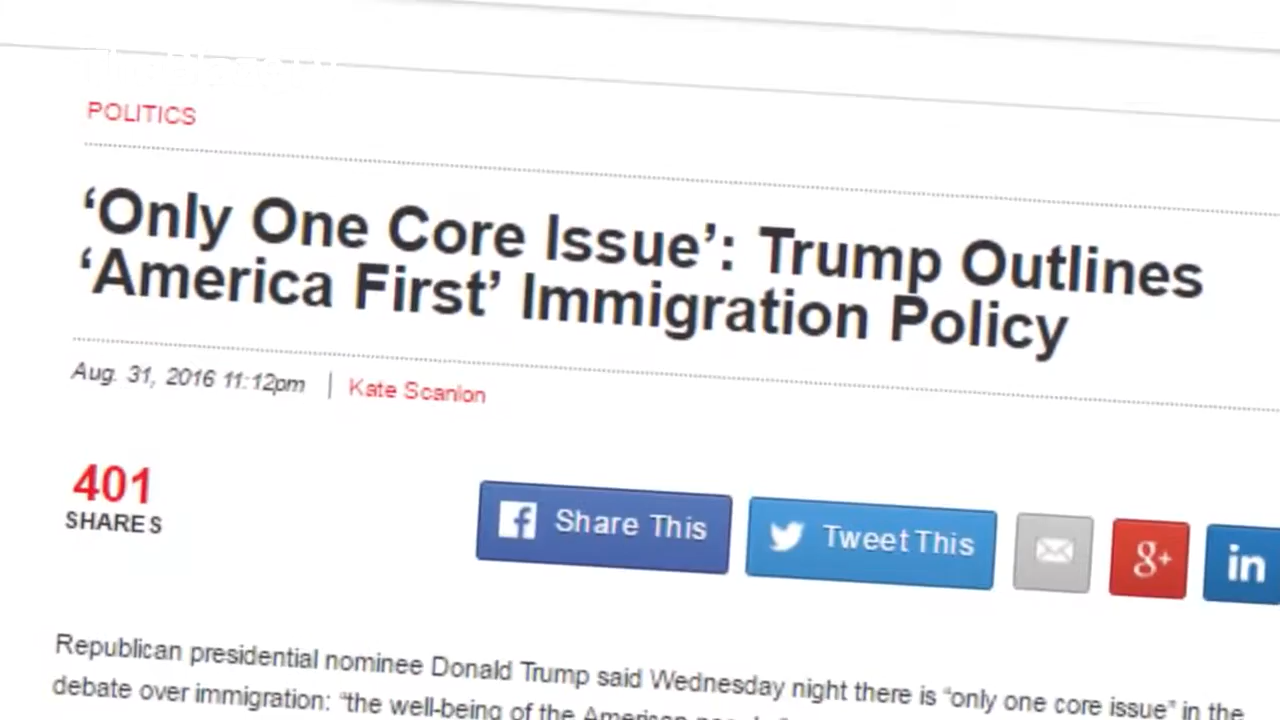 POLITICS
‘Only One Core Issue’: Trump Outlines
‘America First’ Immigration Policy
Aug. 31, 2016 11:12pm | Kate Scanlon
401
SHARES
Share This
Tweet This
g+
in
Republican presidential nominee Donald Trump said Wednesday night there is “only one core issue” in the
debate over immigration: “the well-being of the American